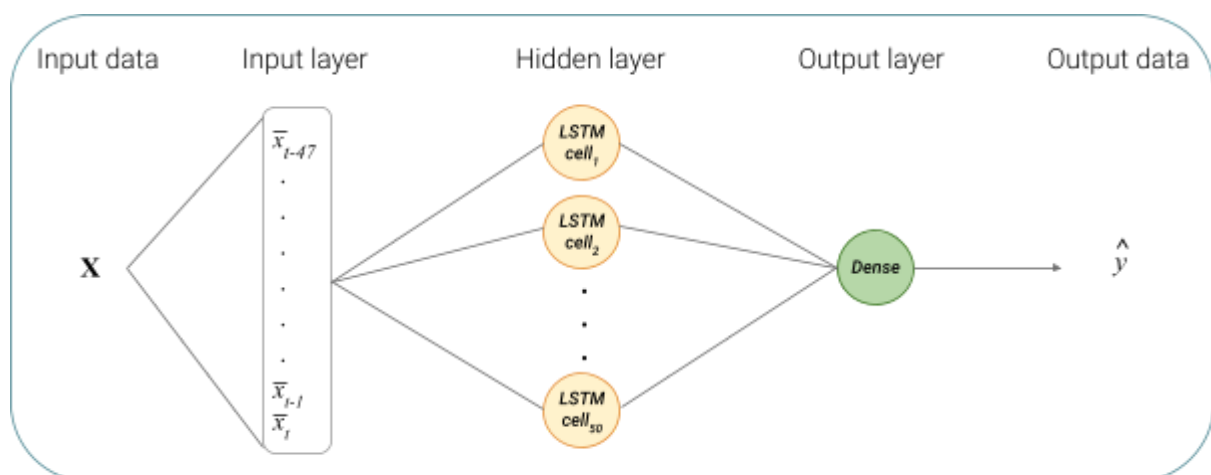 Input data
Input layer
Hidden layer
Output layer
Output data
X
x̅ₜ₋₄₇
.
.
.
.
.
.
x̅ₜ₋₁
x̅ₜ
LSTM
cell₁
LSTM
cell₂
.
.
.
LSTM
cell₅₀
Dense
ŷ